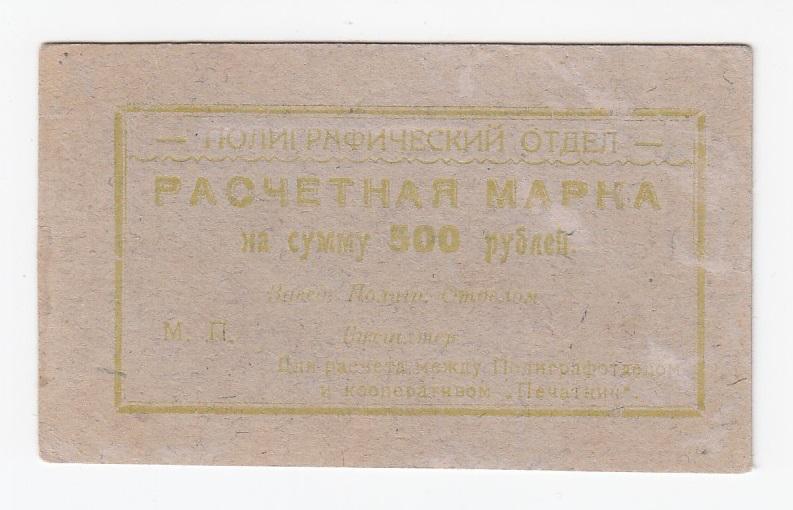 — ПОЛИГРАФИЧЕСКИЙ ОТДЕЛ —
РАСЧЕТНАЯ МАРКА
на сумму 500 рублей.
Завед. Полигр. Отделом
М. П. Бухгалтер
Для расчета между Полиграфотделом
и кооперативом „Печатник".